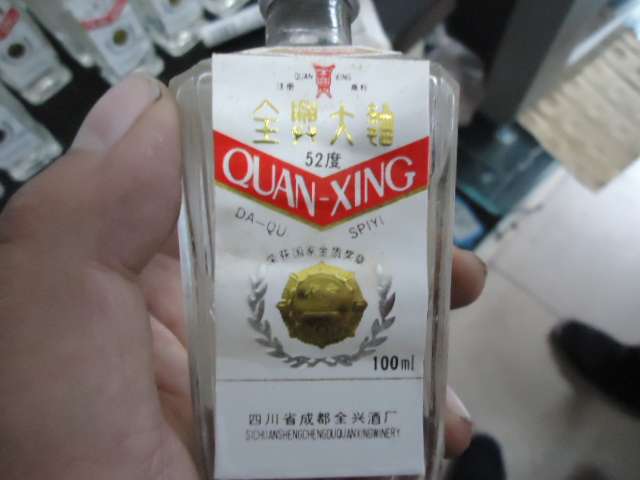 QUAN XING
注册 商标
全興大麯
52度
QUAN-XING
DA-QU SPIYI
荣获国家金质奖章
100ml
四川省成都全兴酒厂
SICHUANSHENGCHENGDUQUANXINGWINERY